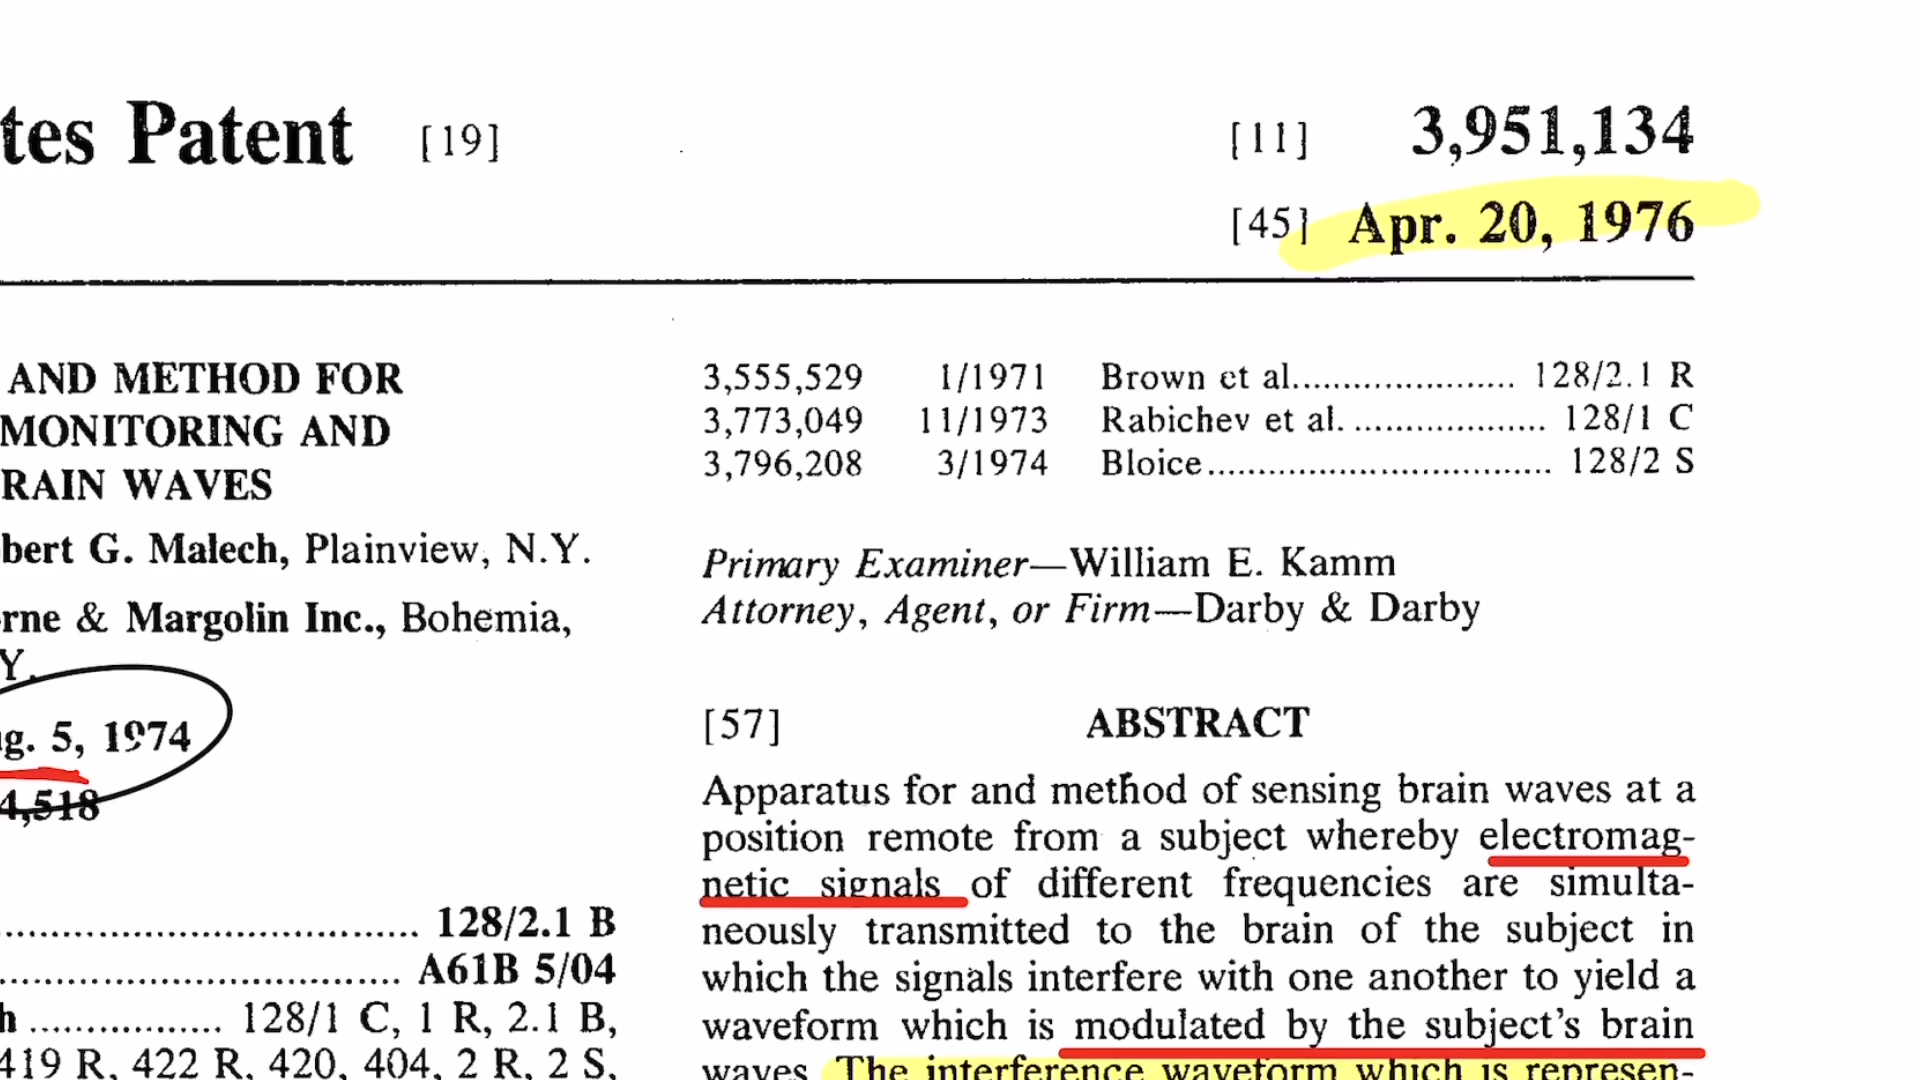 tes Patent [19]
[11] 3,951,134
[45] Apr. 20, 1976
AND METHOD FOR
MONITORING AND
RAIN WAVES
bert G. Malech, Plainview, N.Y.
rne & Margolin Inc., Bohemia,
Y.
g. 5, 1974
4,518
128/2.1 B
A61B 5/04
h ................ 128/1 C, 1 R, 2.1 B,
419 R, 422 R, 420, 404, 2 R, 2 S,
3,555,529 1/1971 Brown et al. .................... 128/2.1 R
3,773,049 11/1973 Rabichev et al. .................. 128/1 C
3,796,208 3/1974 Bloice ................................ 128/2 S
Primary Examiner—William E. Kamm
Attorney, Agent, or Firm—Darby & Darby
[57] ABSTRACT
Apparatus for and method of sensing brain waves at a
position remote from a subject whereby electromag-
netic signals of different frequencies are simulta-
neously transmitted to the brain of the subject in
which the signals interfere with one another to yield a
waveform which is modulated by the subject's brain
waves. The interference waveform which is represen-